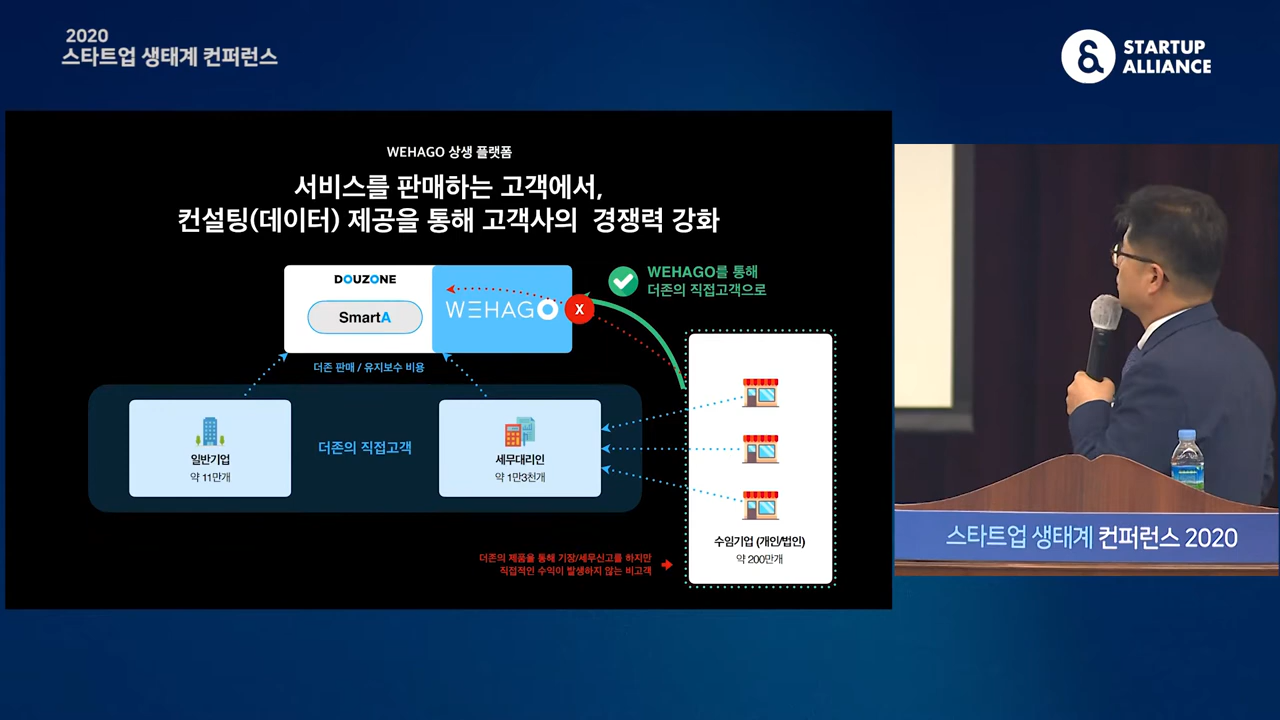 2020
스타트업 생태계 컨퍼런스
&
STARTUP
ALLIANCE
WEHAGO 상생 플랫폼
서비스를 판매하는 고객에서,
컨설팅(데이터) 제공을 통해 고객사의 경쟁력 강화
DOUZONE
SmartA
WEHAGO
X
WEHAGO를 통해
더존의 직접고객으로
더존 판매 / 유지보수 비용
일반기업
약 11만개
더존의 직접고객
세무대리인
약 1만3천개
수임기업 (개인/법인)
약 200만개
더존의 제품을 통해 기장/세무신고를 하지만
직접적인 수익이 발생하지 않는 비고객
스타트업 생태계 컨퍼런스 2020